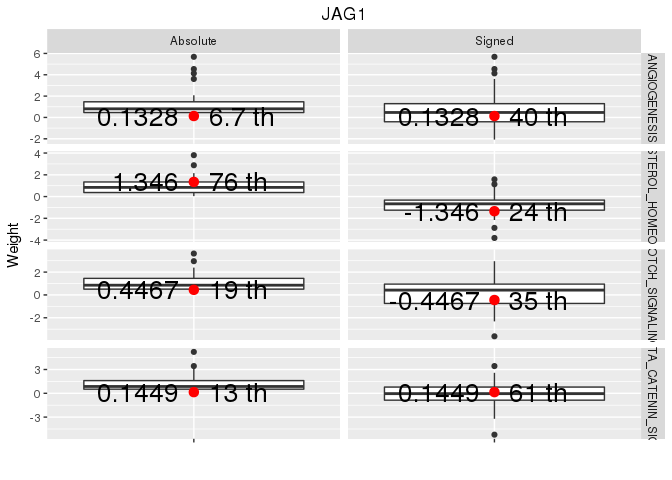 JAG1
Absolute Signed
Weight
6
4
2
0
-2
0.1328 6.7 th
0.1328 40 th
ANGIOGENESIS
4
2
0
-2
-4
1.346 76 th
-1.346 24 th
STEROL_HOMEO
2
0
-2
0.4467 19 th
-0.4467 35 th
OTCH_SIGNALIN
3
0
-3
0.1449 13 th
0.1449 61 th
TA_CATENIN_SIG